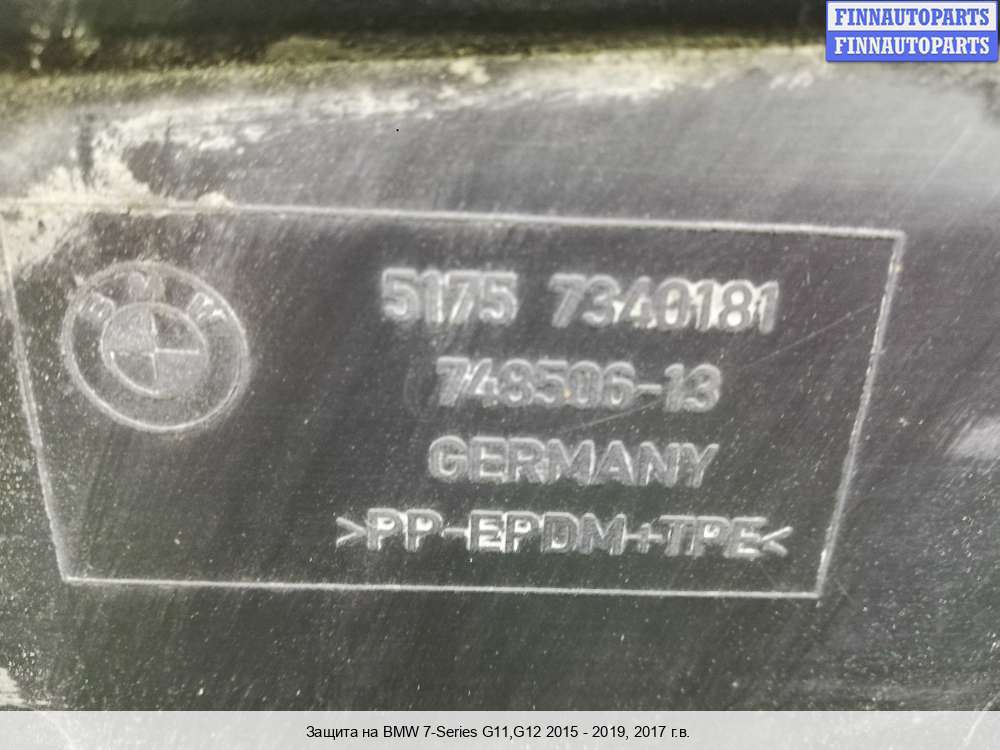 FINNAUTOPARTS
FINNAUTOPARTS
BMW
5175 7340181
748506-13
GERMANY
>PP-EPDM+TPE<
Защита на BMW 7-Series G11,G12 2015 - 2019, 2017 г.в.